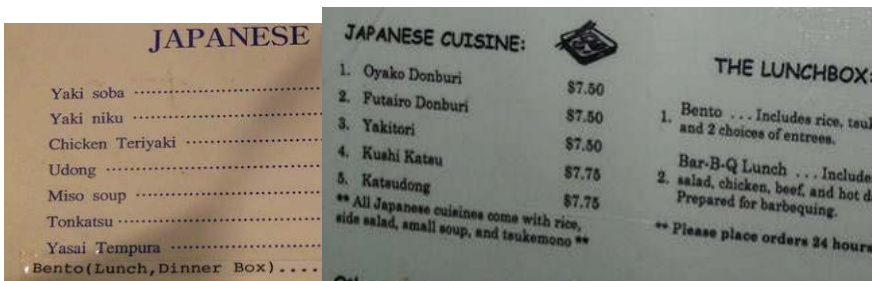 JAPANESE
Yaki soba
Yaki niku
Chicken Teriyaki
Udong
Miso soup
Tonkatsu
Yasai Tempura
Bento(Lunch,Dinner Box)....
JAPANESE CUISINE:
1. Oyako Donburi $7.50
2. Futairo Donburi $7.50
3. Yakitori $7.50
4. Kushi Katsu $7.75
5. Katsudong $7.75
** All Japanese cuisines come with rice,
side salad, small soup, and tsukemono **
THE LUNCHBOX:
1. Bento ... Includes rice,
and 2 choices of entrees.
Bar-B-Q Lunch ... Include
2. salad, chicken, beef, and hot
Prepared for barbequing.
** Please place orders 24 hours